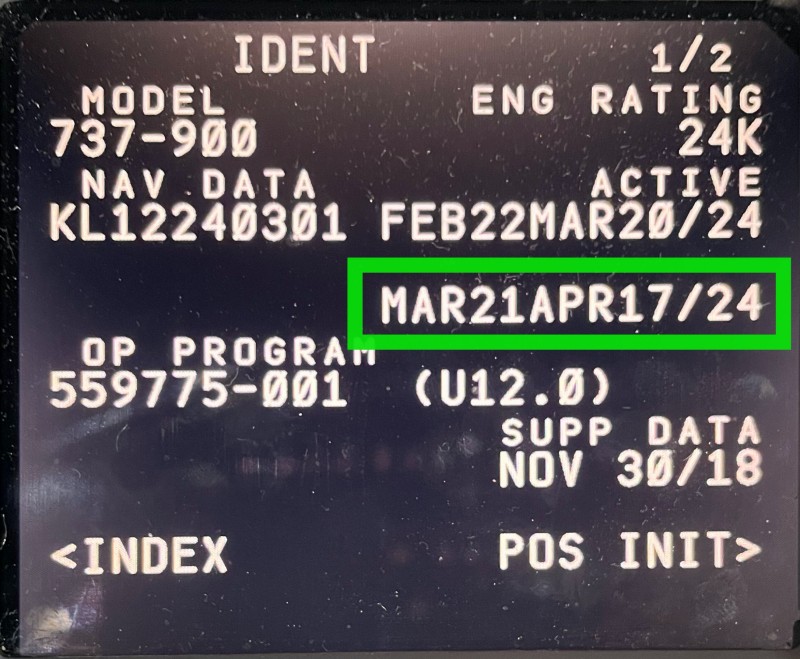 IDENT 1/2
MODEL ENG RATING
737-900 24K
NAV DATA ACTIVE
KL12240301 FEB22MAR20/24
MAR21APR17/24
OP PROGRAM
559775-001 (U12.0)
SUPP DATA
NOV 30/18
<INDEX POS INIT>